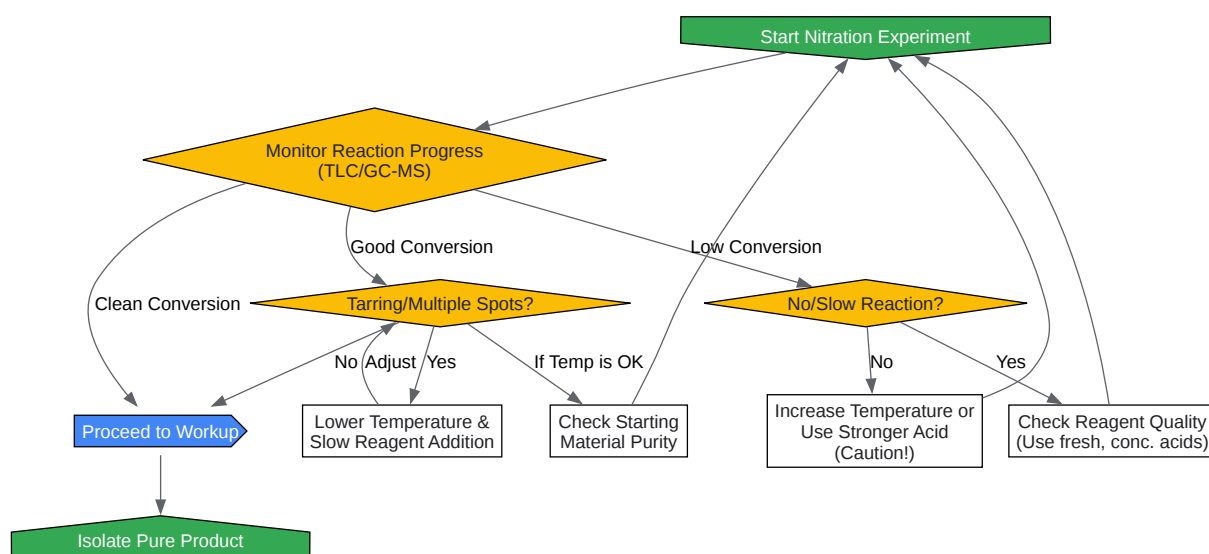 Start Nitration Experiment
Monitor Reaction Progress
(TLC/GC-MS)
Good Conversion
Low Conversion
Clean Conversion
Tarring/Multiple Spots?
No/Slow Reaction?
No
Adjust
Yes
If Temp is OK
No
Yes
Proceed to Workup
Lower Temperature &
Slow Reagent Addition
Check Starting
Material Purity
Increase Temperature or
Use Stronger Acid
(Caution!)
Check Reagent Quality
(Use fresh, conc. acids)
Isolate Pure Product